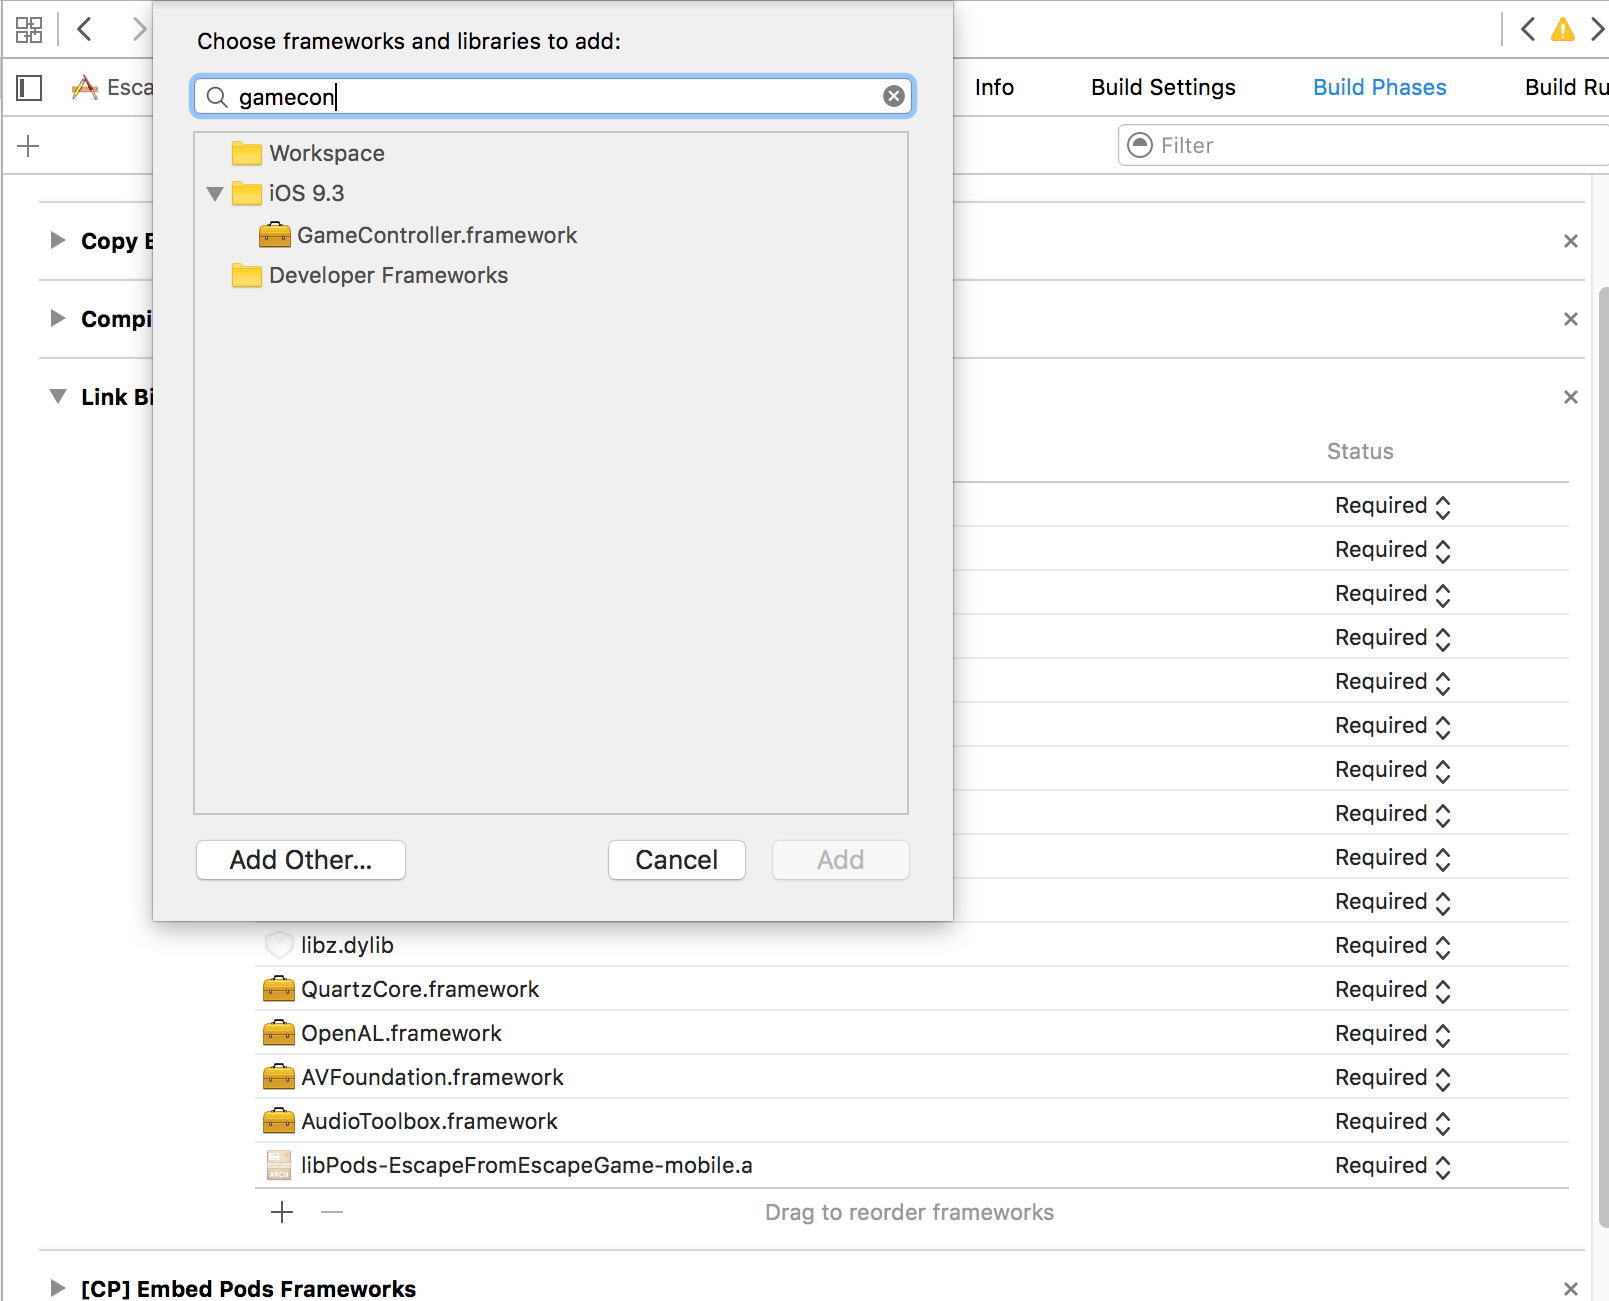 Choose frameworks and libraries to add:
Esca
gamecon
Info
Build Settings
Build Phases
Build Ru
Filter
Workspace
iOS 9.3
GameController.framework
Developer Frameworks
Copy B
Compi
Link Bi
Status
Required
Required
Required
Required
Required
Required
Required
Required
Required
Required
Add Other...
Cancel
Add
libz.dylib Required
QuartzCore.framework Required
OpenAL.framework Required
AVFoundation.framework Required
AudioToolbox.framework Required
ARCH
libPods-EscapeFromEscapeGame-mobile.a Required
Drag to reorder frameworks
[CP] Embed Pods Frameworks